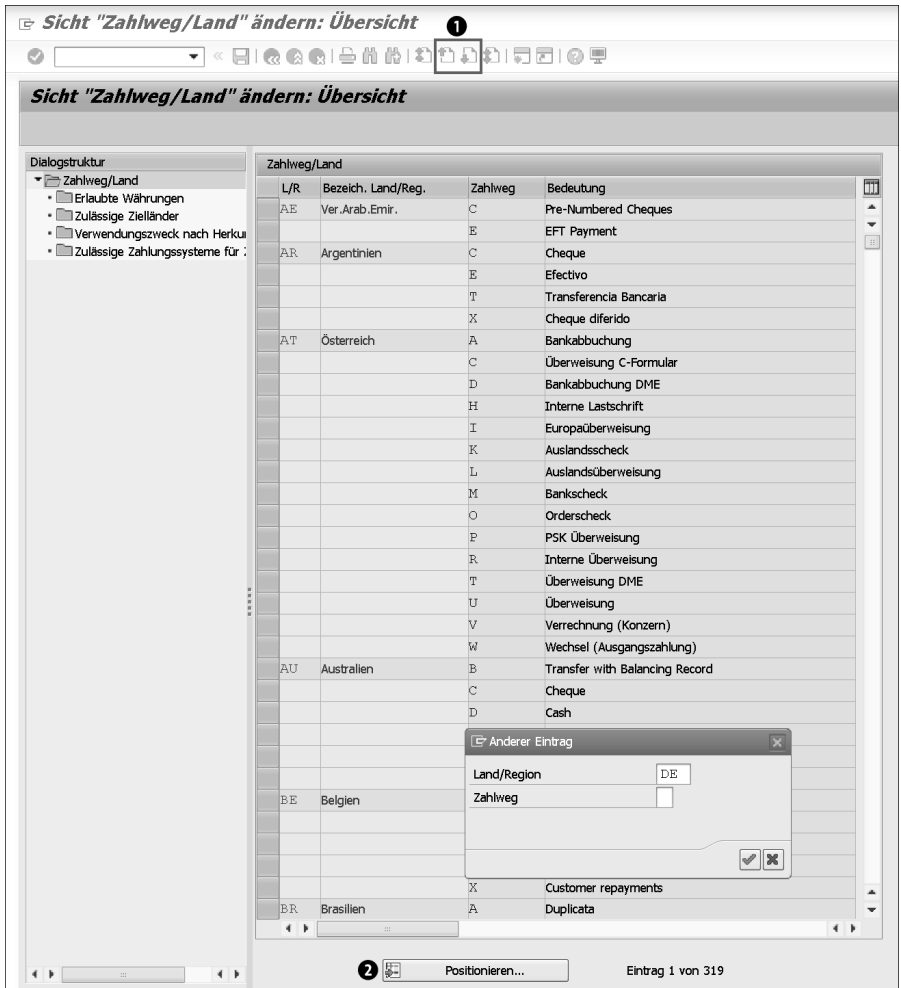 Sicht "Zahlweg/Land" ändern: Übersicht
❶
Sicht "Zahlweg/Land" ändern: Übersicht
Dialogstruktur
Zahlweg/Land
Erlaubte Währungen
Zulässige Zielländer
Verwendungszweck nach Herkun
Zulässige Zahlungssysteme für
Zahlweg/Land
L/R Bezeich. Land/Reg. Zahlweg Bedeutung
AE Ver.Arab.Emir. C Pre-Numbered Cheques
E EFT Payment
AR Argentinien C Cheque
E Efectivo
T Transferencia Bancaria
X Cheque diferido
AT Österreich A Bankabbuchung
C Überweisung C-Formular
D Bankabbuchung DME
H Interne Lastschrift
I Europaüberweisung
K Auslandsscheck
L Auslandsüberweisung
M Bankscheck
O Orderscheck
P PSK Überweisung
R Interne Überweisung
T Überweisung DME
U Überweisung
V Verrechnung (Konzern)
W Wechsel (Ausgangszahlung)
AU Australien B Transfer with Balancing Record
C Cheque
D Cash
Anderer Eintrag
Land/Region DE
Zahlweg
BE Belgien
X Customer repayments
BR Brasilien A Duplicata
❷ Positionieren... Eintrag 1 von 319